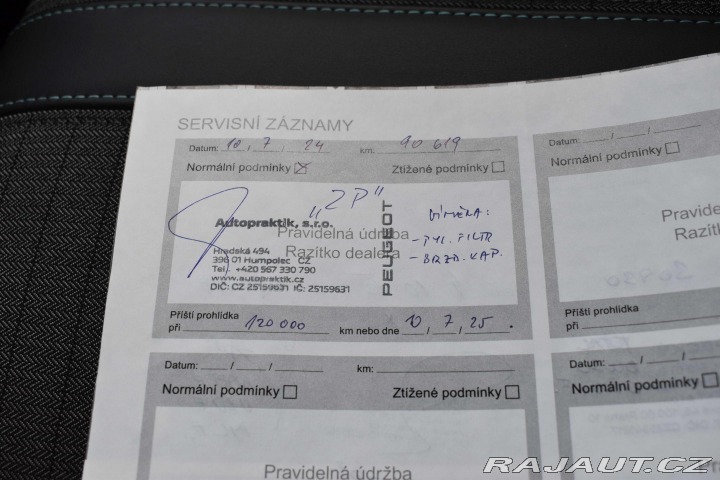 SERVISNÍ ZÁZNAMY
Datum: 10, 7, 24 km: 90 619
Normální podmínky Ztížené podmínky
"ZP"
Autopraktik, s.r.o.
Pravidelná údržba
Razítko dealera
Hradská 494
396 01 Humpolec CZ
Tel. +420 567 330 790
www.autopraktik.cz
DIČ: CZ 25159631 IČ: 25159631
PEUGEOT
VÝMĚNA:
- PYL. FILTR
- BRZD. KAP.
Příští prohlídka
při 120 000 km nebo dne 10, 7, 25.
Datum: / / km:
Normální podmínky Ztížené podmínky
Pravidelná údržba
Datum: / /
Normální podmínky
Pravidel
Razít
Příští prohlídka
při
Datum: / /
Normální podmínky
RAJAUT.CZ